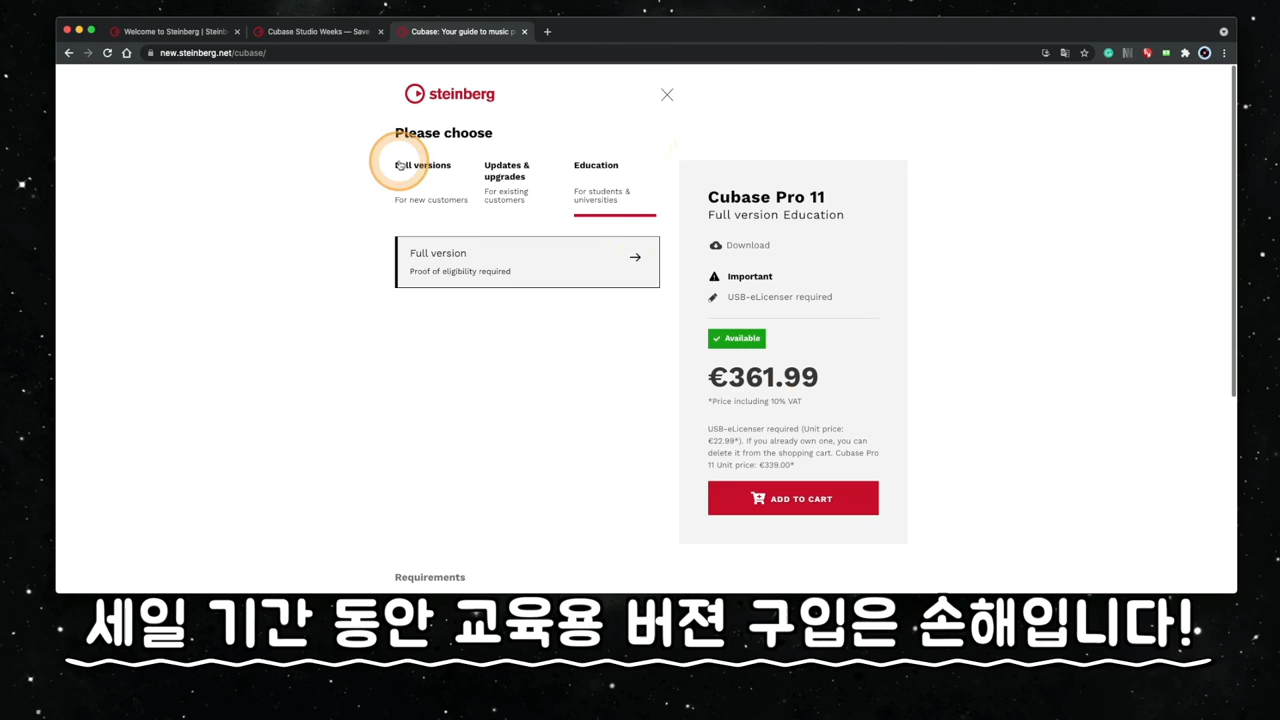 Welcome to Steinberg | Steinb
Cubase Studio Weeks — Save
Cubase: Your guide to music p
new.steinberg.net/cubase/
steinberg
Please choose
Full versions
For new customers
Updates &
upgrades
For existing
customers
Education
For students &
universities
Full version
Proof of eligibility required
Cubase Pro 11
Full version Education
Download
Important
USB-eLicenser required
Available
€361.99
*Price including 10% VAT
USB-eLicenser required (Unit price:
€22.99*). If you already own one, you can
delete it from the shopping cart. Cubase Pro
11 Unit price: €339.00*
ADD TO CART
Requirements
세일 기간 동안 교육용 버젼 구입은 손해입니다!